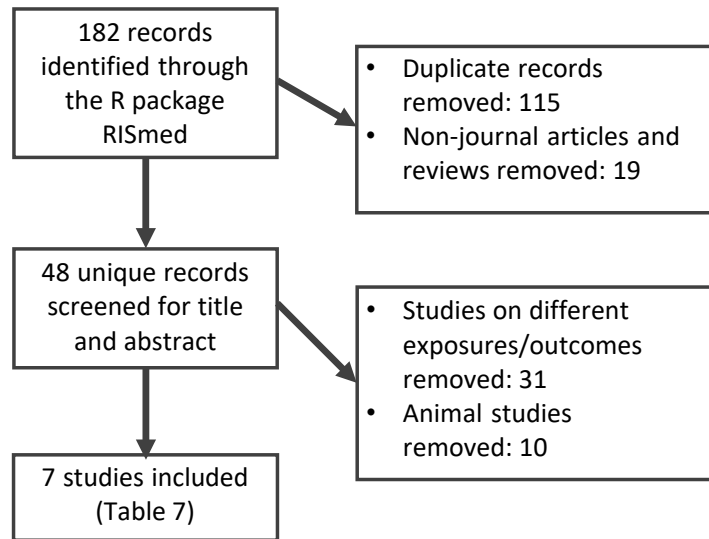 182 records
identified through
the R package
RISmed
• Duplicate records
removed: 115
• Non-journal articles and
reviews removed: 19
48 unique records
screened for title
and abstract
• Studies on different
exposures/outcomes
removed: 31
• Animal studies
removed: 10
7 studies included
(Table 7)